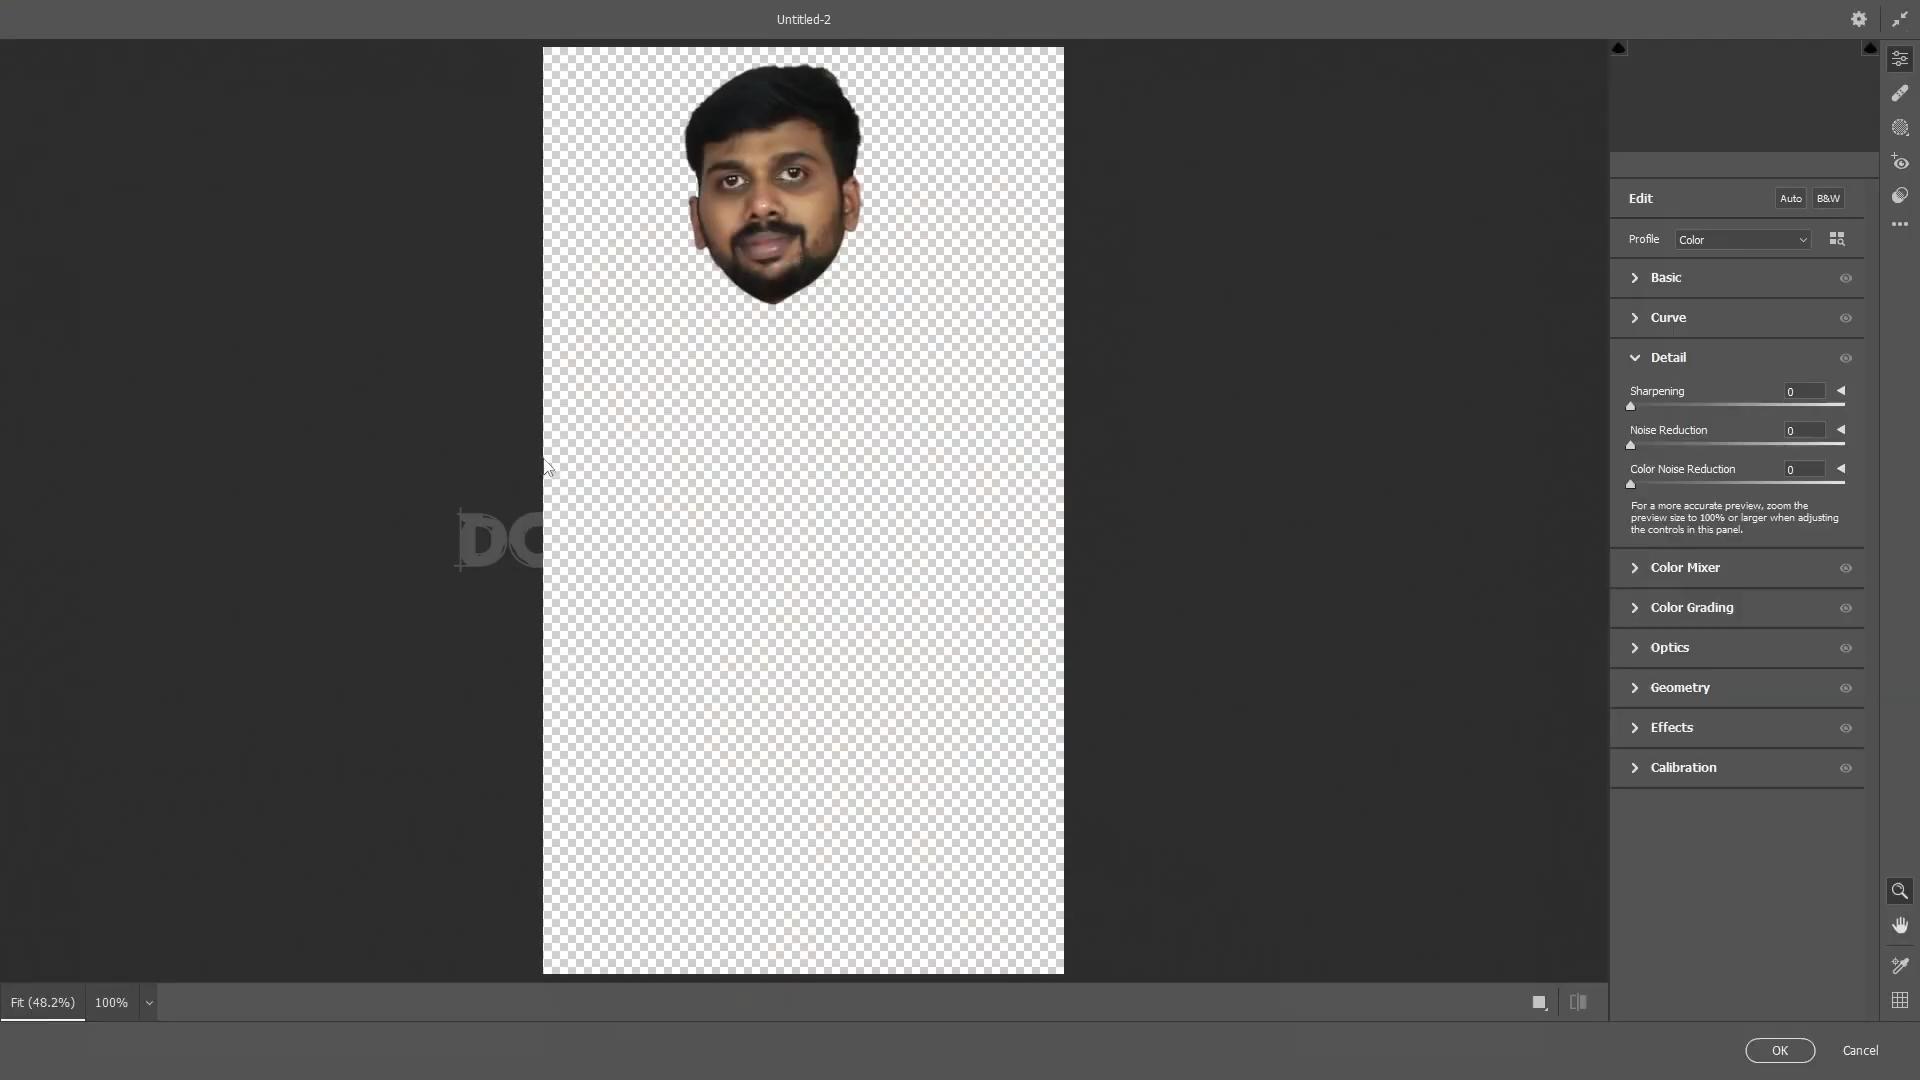 Untitled-2
Edit
Auto
B&W
Profile
Color
Basic
Curve
Detail
Sharpening
0
Noise Reduction
0
Color Noise Reduction
0
For a more accurate preview, zoom the
preview size to 100% or larger when adjusting
the controls in this panel.
Color Mixer
Color Grading
Optics
Geometry
Effects
Calibration
Fit (48.2%)
100%
OK
Cancel